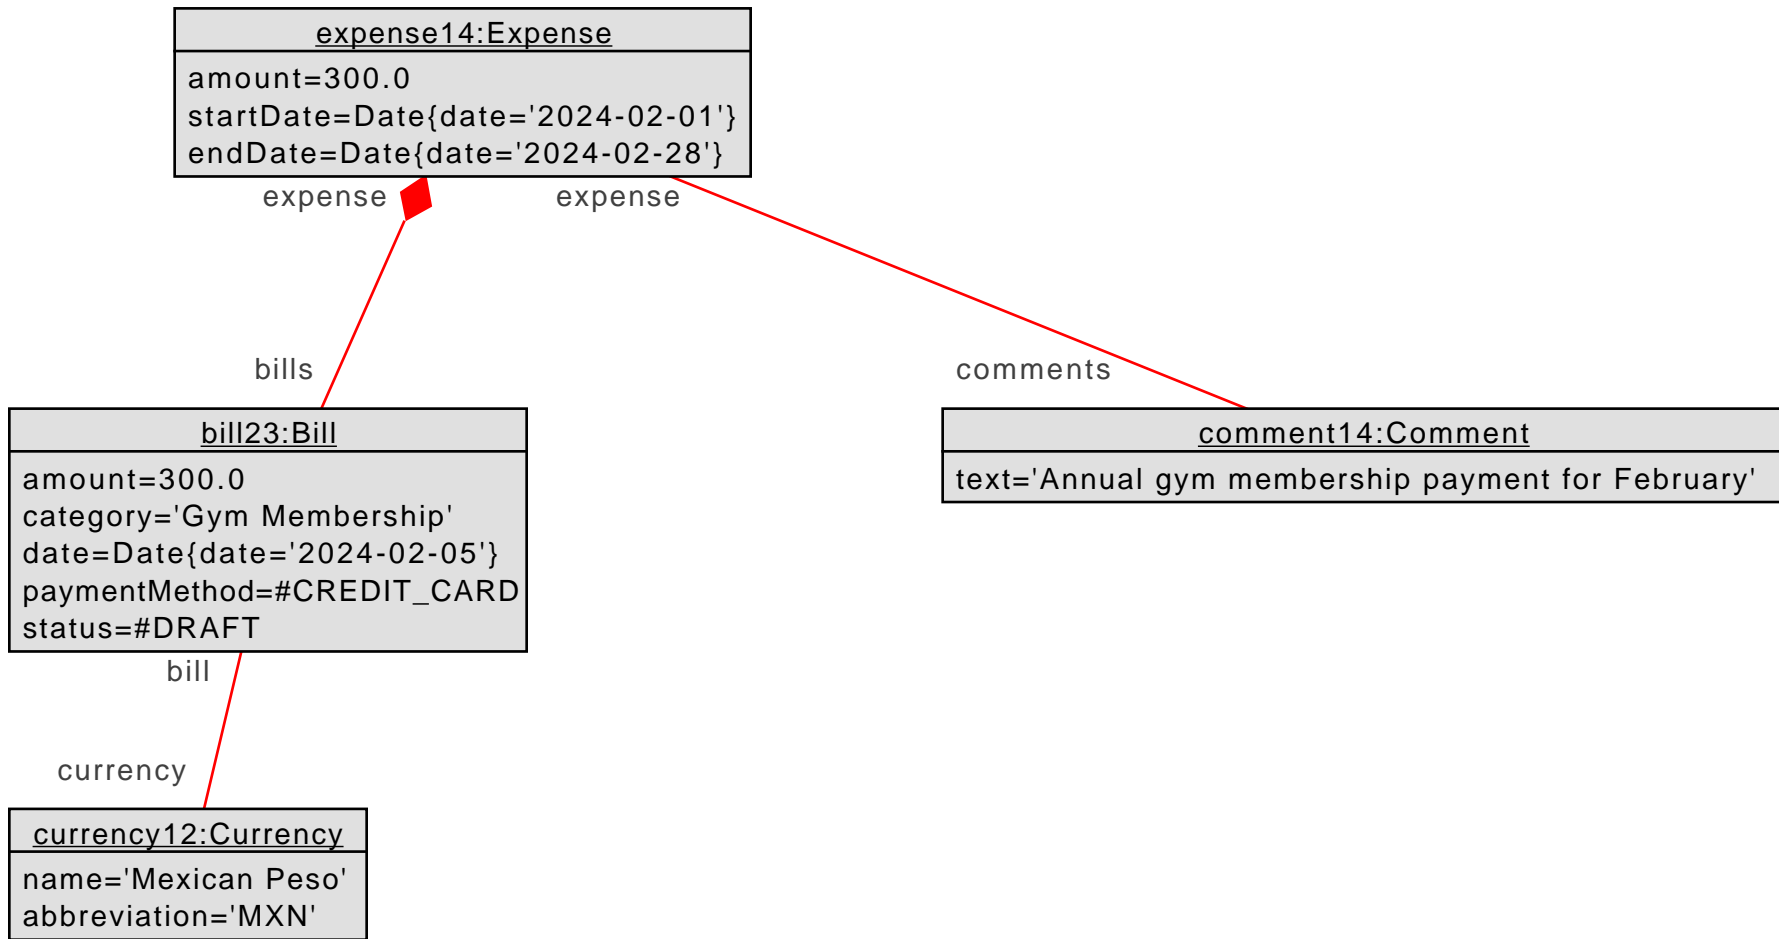 expense14:Expense
amount=300.0
startDate=Date{date='2024-02-01'}
endDate=Date{date='2024-02-28'}
expense
expense
bills
comments
bill23:Bill
amount=300.0
category='Gym Membership'
date=Date{date='2024-02-05'}
paymentMethod=#CREDIT_CARD
status=#DRAFT
comment14:Comment
text='Annual gym membership payment for February'
bill
currency
currency12:Currency
name='Mexican Peso'
abbreviation='MXN'